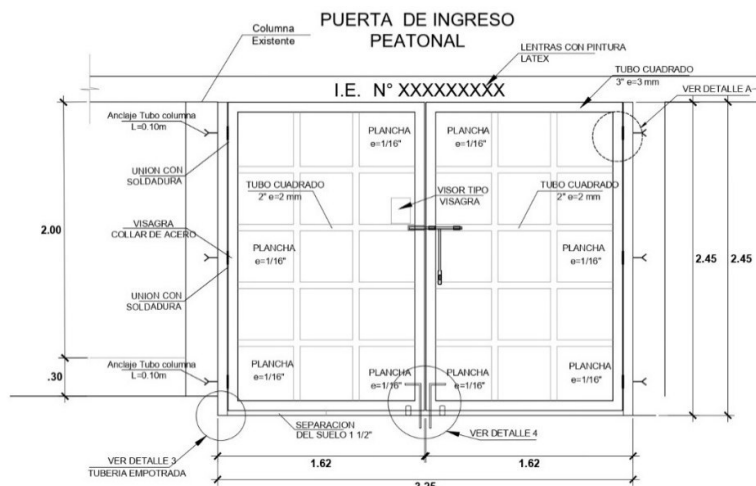 PUERTA DE INGRESO
PEATONAL
Columna
Existente
LENTRAS CON PINTURA
LATEX
TUBO CUADRADO
3" e=3 mm
I.E. N° XXXXXXXXX
VER DETALLE A-
Anclaje Tubo columna
L=0.10m
PLANCHA
e=1/16"
PLANCHA
e=1/16"
UNION CON
SOLDADURA
TUBO CUADRADO
2" e=2 mm
VISOR TIPO
VISAGRA
TUBO CUADRADO
2" e=2 mm
2.00
VISAGRA
COLLAR DE ACERO
PLANCHA
e=1/16"
PLANCHA
e=1/16"
2.45
2.45
UNION CON
SOLDADURA
Anclaje Tubo columna
L=0.10m
.30
PLANCHA
e=1/16"
PLANCHA
e=1/16"
PLANCHA
e=1/16"
PLANCHA
e=1/16"
SEPARACION
DEL SUELO 1 1/2"
VER DETALLE 4
VER DETALLE 3
TUBERIA EMPOTRADA
1.62
1.62
3.25